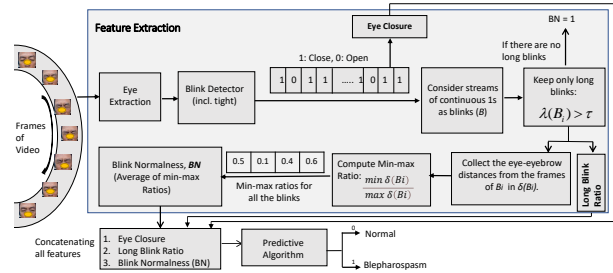 Feature Extraction
Eye Closure
BN = 1
1: Close, 0: Open
If there are no
long blinks
Frames
of
Video
Eye
Extraction
Blink Detector
(incl. tight)
1 0 1 1 ..... 1 0 1 1
Consider streams
of continuous 1s
as blinks (B)
Keep only long
blinks:
λ(Bᵢ) > τ
Blink Normalness, BN
(Average of min-max
Ratios)
0.5 0.1 0.4 0.6
Min-max ratios for
all the blinks
Compute Min-max
Ratio: min δ(Bi)
max δ(Bi)
Collect the eye-eyebrow
distances from the frames
of Bi in δ(Bi).
Long Blink
Ratio
Concatenating
all features
1. Eye Closure
2. Long Blink Ratio
3. Blink Normalness (BN)
Predictive
Algorithm
0
Normal
1
Blepharospasm